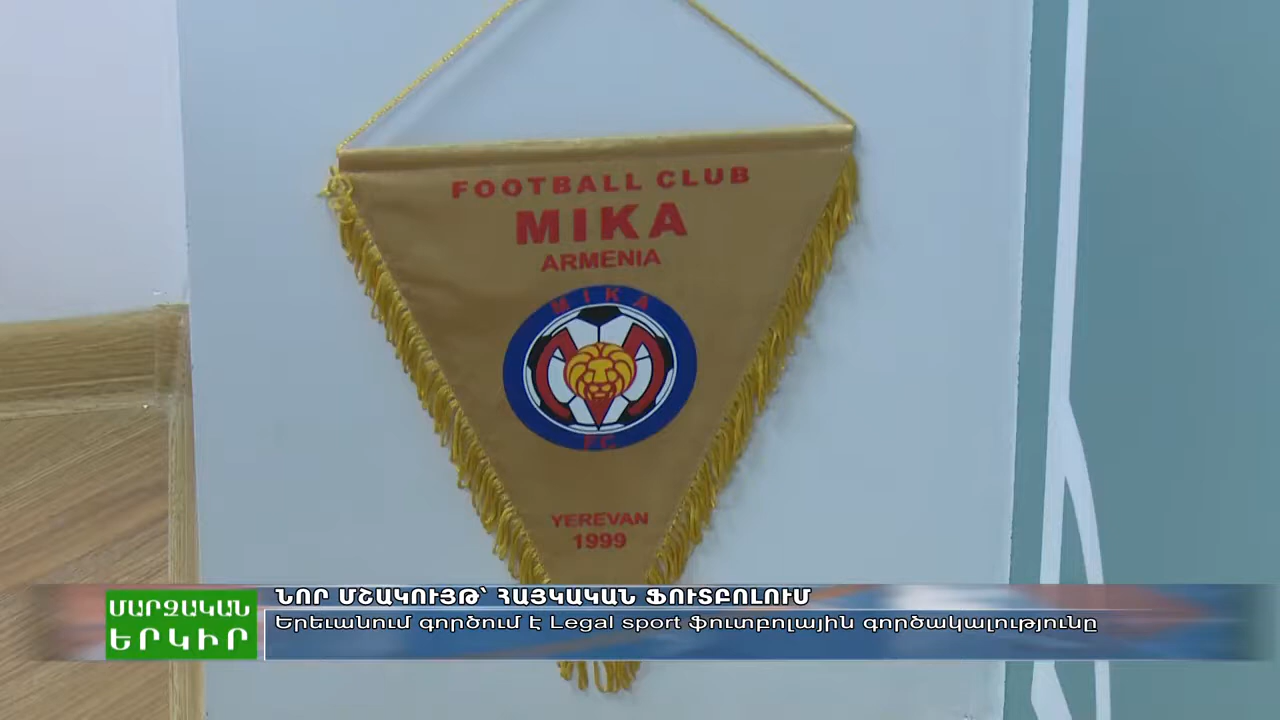 FOOTBALL CLUB
MIKA
ARMENIA
MIKA
FC
YEREVAN
1999
ՄԱՐԶԱԿԱՆ
ԵՐԿԻՐ
ՆՈՐ ՄՇԱԿՈՒՅԹ՝ ՀԱՅԿԱԿԱՆ ՖՈՒՏԲՈԼՈՒՄ
Երեւանում գործում է Legal sport ֆուտբոլային գործակալությունը